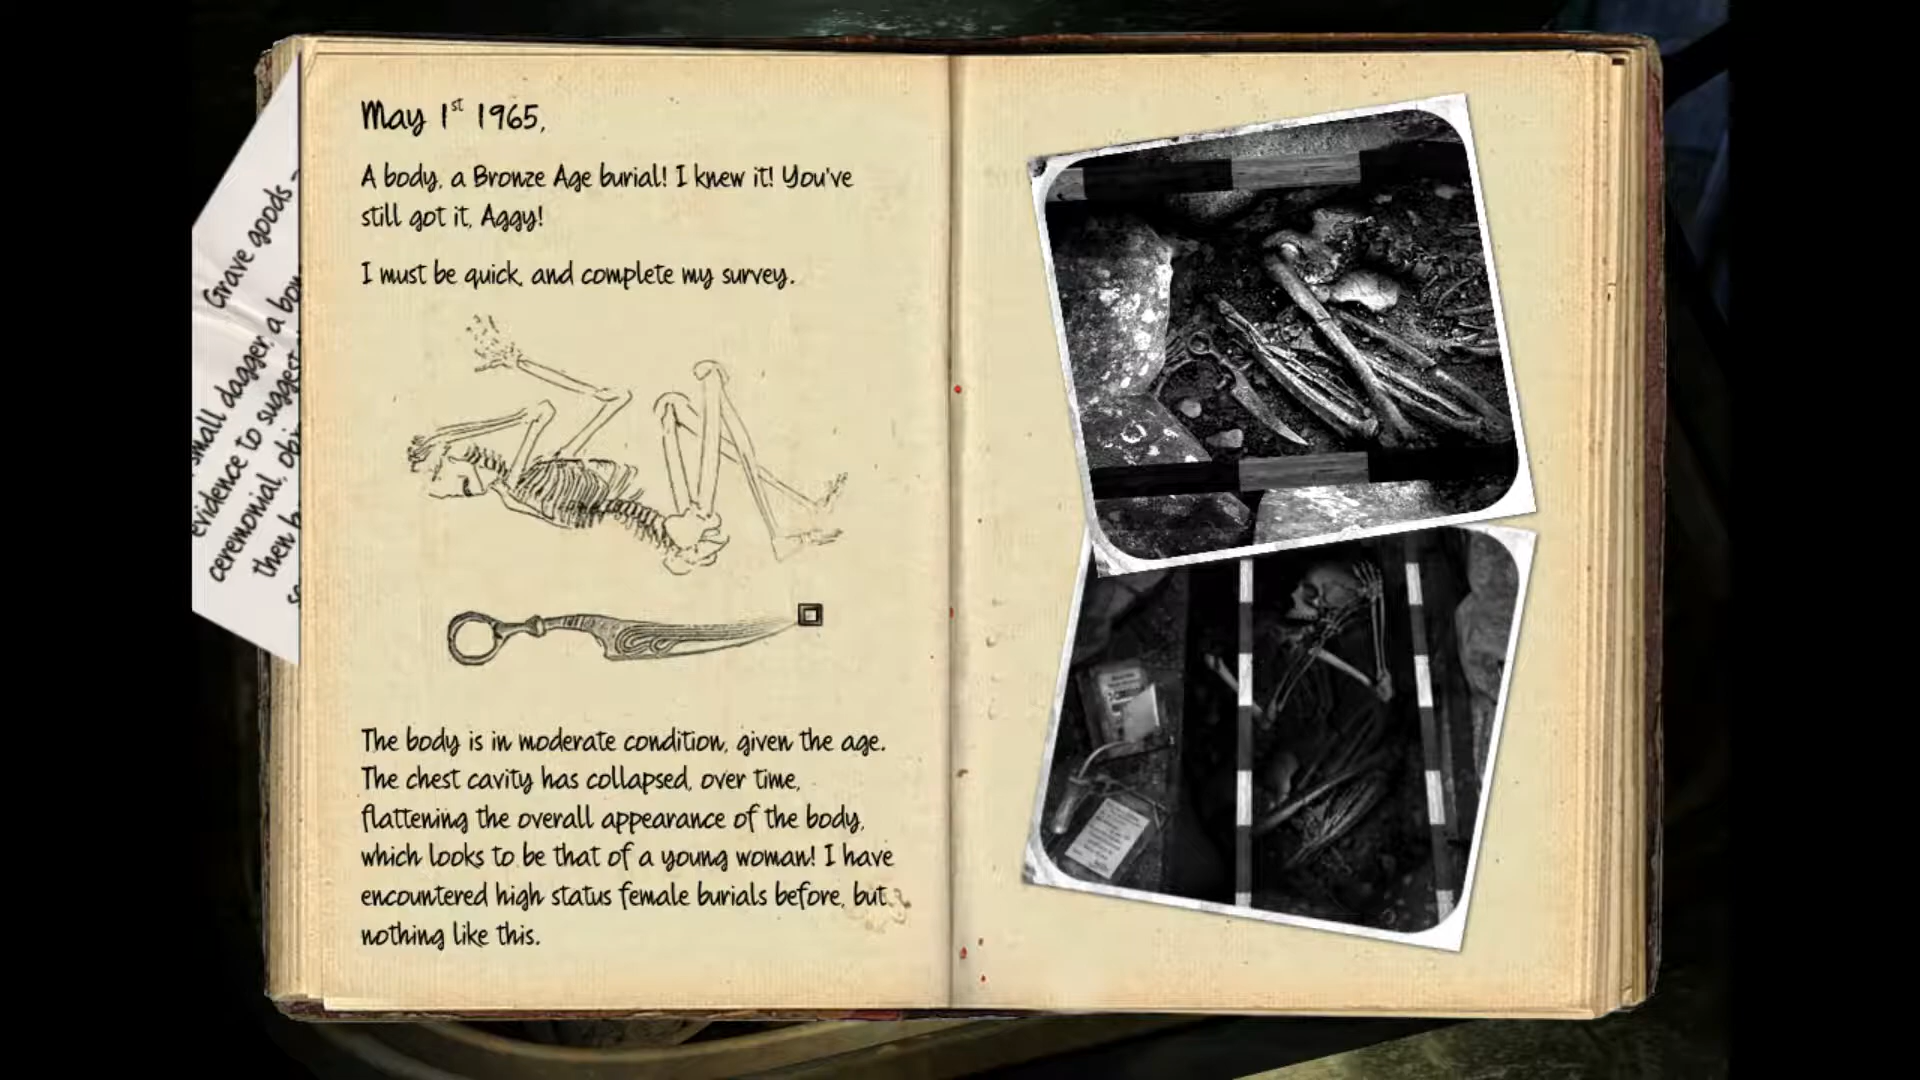 May 1st 1965,
A body, a Bronze Age burial! I knew it! You've
still got it, Aggy!
I must be quick, and complete my survey.
The body is in moderate condition, given the age.
The chest cavity has collapsed, over time,
flattening the overall appearance of the body,
which looks to be that of a young woman! I have
encountered high status female burials before, but
nothing like this.
Grave goods -
small dagger, a
evidence to suggest
ceremonial,
then